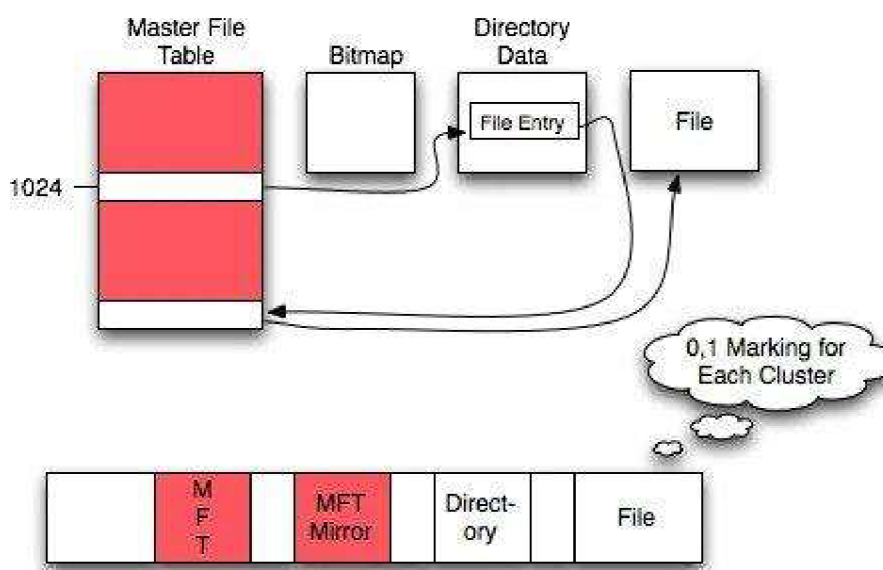 Master File
Table
Bitmap
Directory
Data
File Entry
File
1024
0,1 Marking for
Each Cluster
M
F
T
MFT
Mirror
Direct-
ory
File